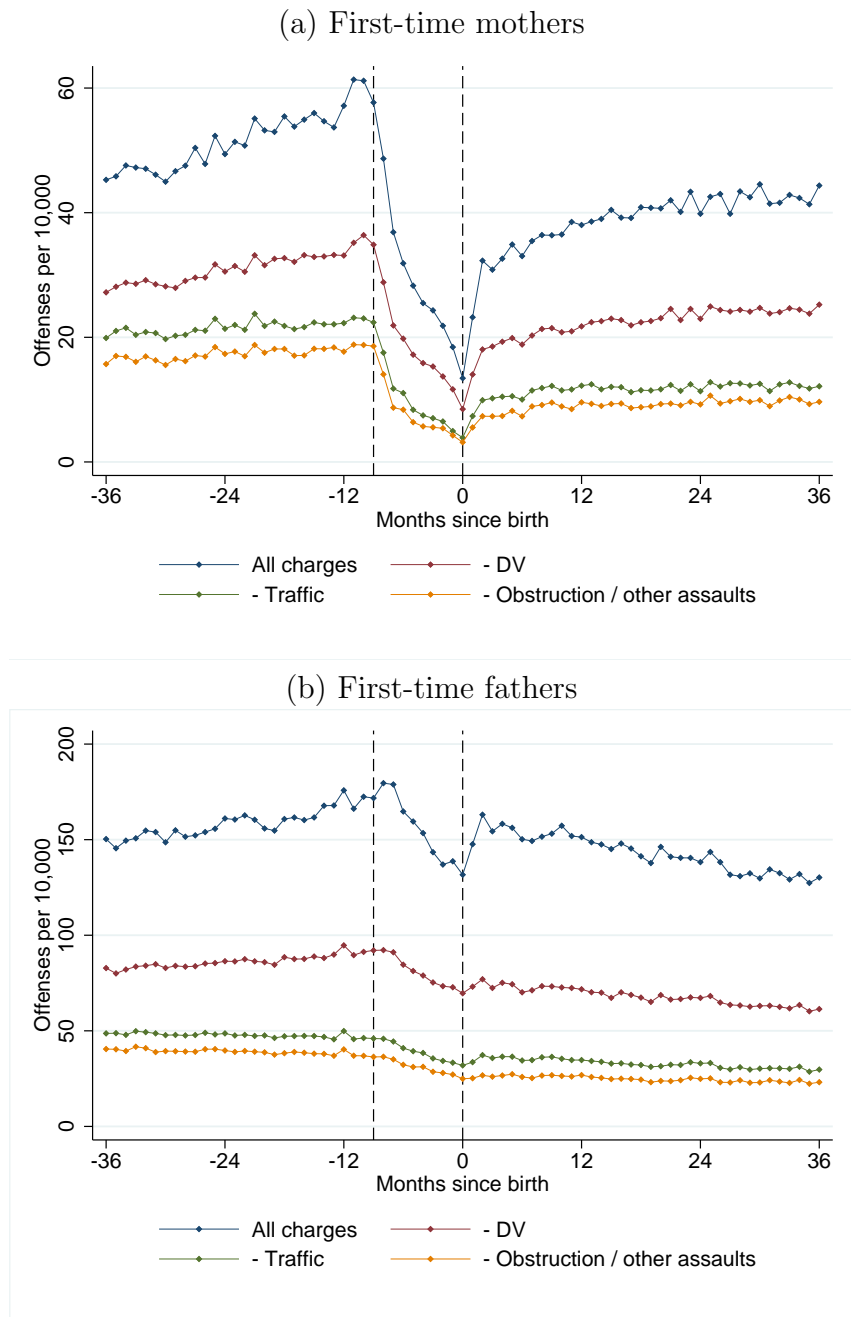 (a) First-time mothers
Offenses per 10,000
60
40
20
0
-36 -24 -12 0 12 24 36
Months since birth
All charges - DV
- Traffic - Obstruction / other assaults
(b) First-time fathers
Offenses per 10,000
200
150
100
50
0
-36 -24 -12 0 12 24 36
Months since birth
All charges - DV
- Traffic - Obstruction / other assaults